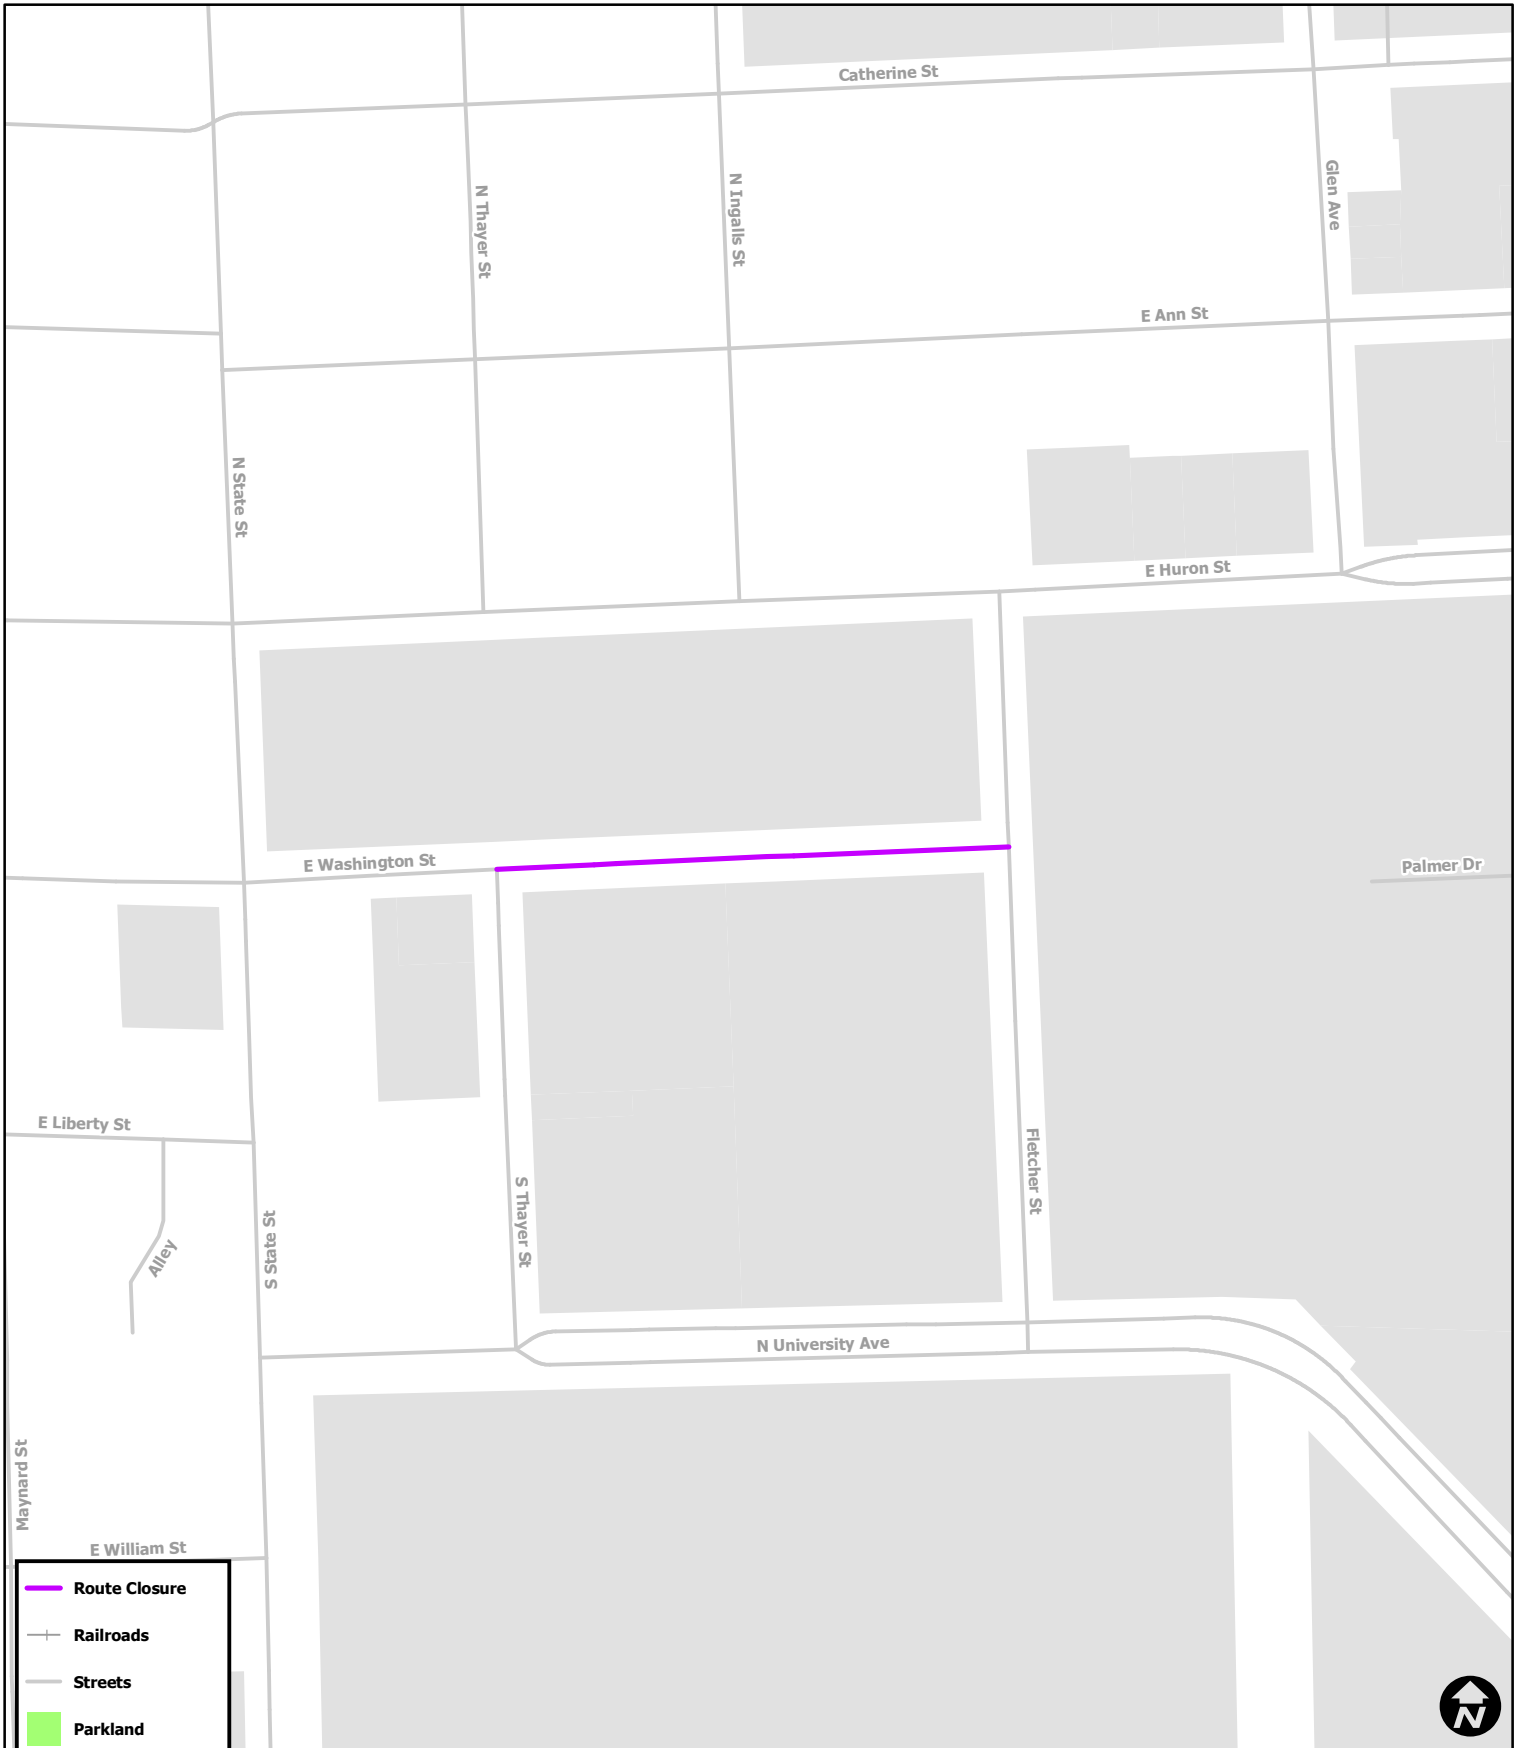 Catherine St
N Thayer St
N Ingalls St
Glen Ave
E Ann St
N State St
E Huron St
E Washington St
Palmer Dr
E Liberty St
Fletcher St
S Thayer St
S State St
Alley
N University Ave
Maynard St
E William St
Route Closure
Railroads
Streets
Parkland
N